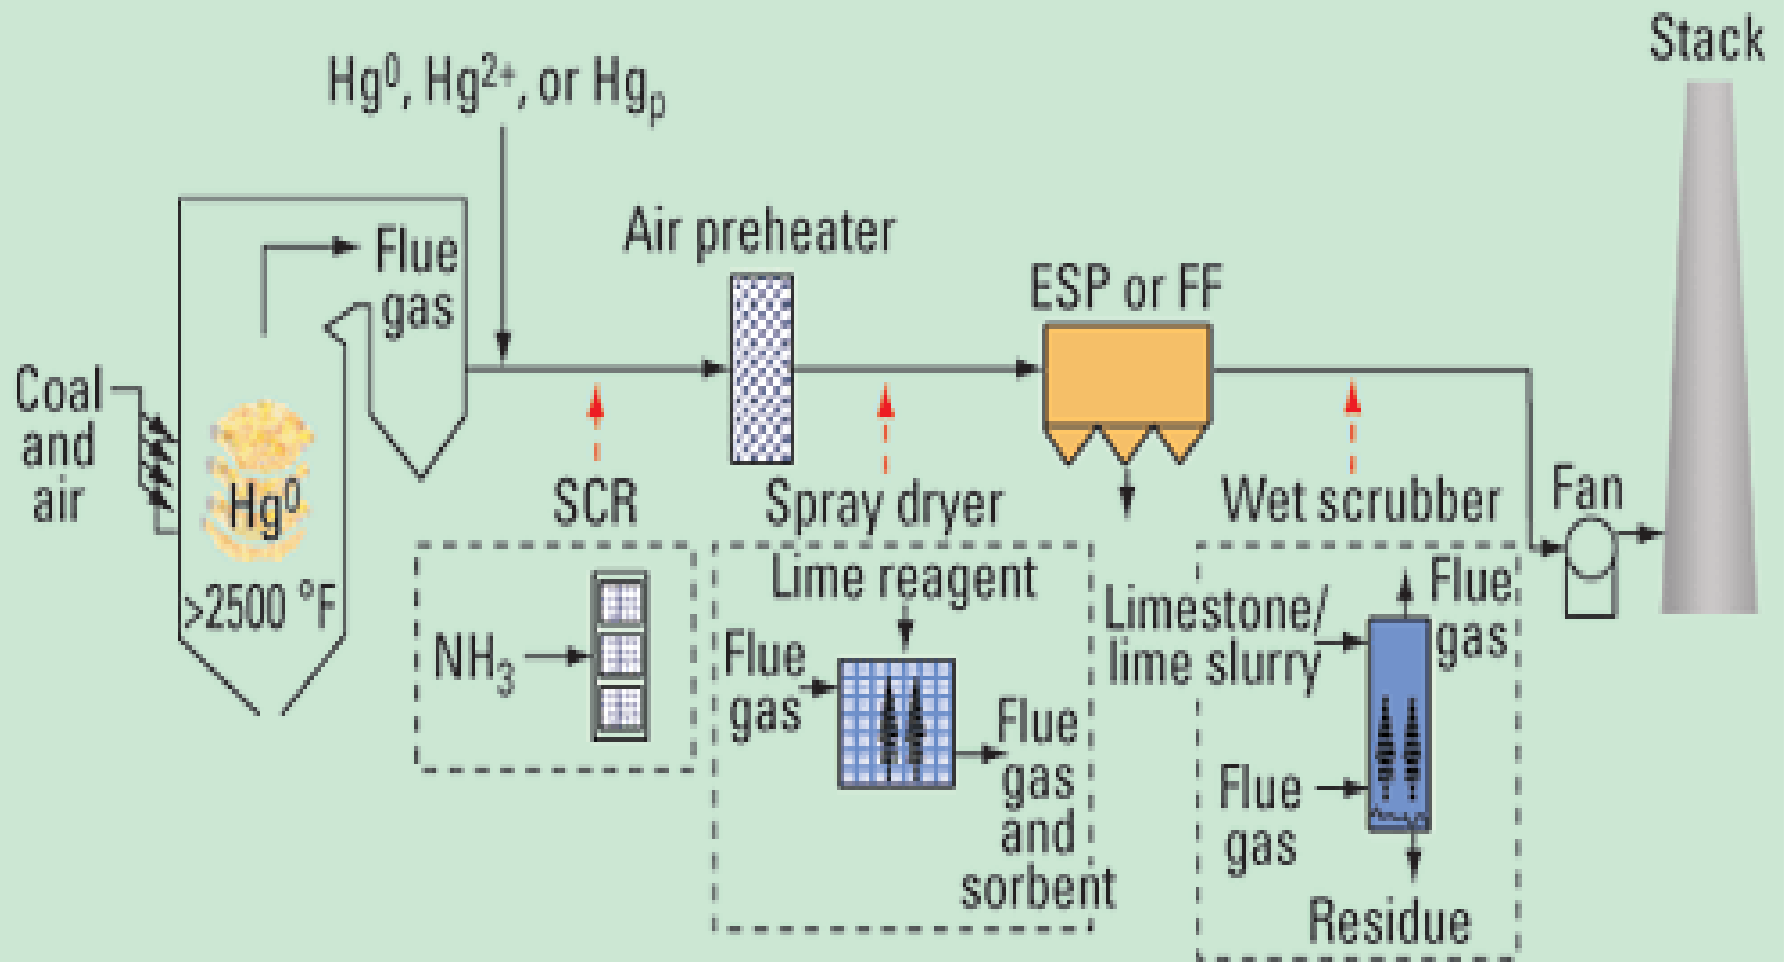 Stack
Hg⁰, Hg²⁺, or Hgₚ
Air preheater
Flue
gas
ESP or FF
Coal
and
air
Hg⁰
>2500 °F
SCR
Spray dryer
Wet scrubber
Fan
NH₃
Lime reagent
Flue
gas
Flue
gas
and
sorbent
Limestone/
lime slurry
Flue
gas
Flue
gas
Residue